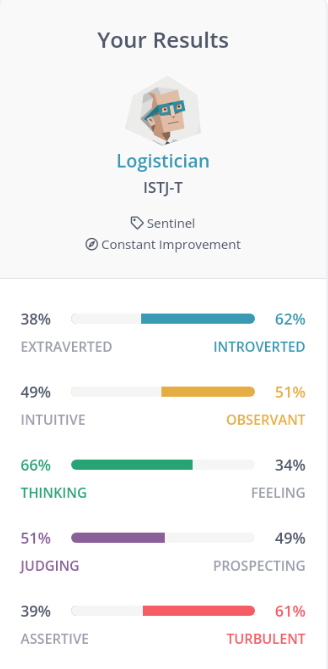 Your Results
Logistician
ISTJ-T
Sentinel
Constant Improvement
38% 62%
EXTRAVERTED INTROVERTED
49% 51%
INTUITIVE OBSERVANT
66% 34%
THINKING FEELING
51% 49%
JUDGING PROSPECTING
39% 61%
ASSERTIVE TURBULENT